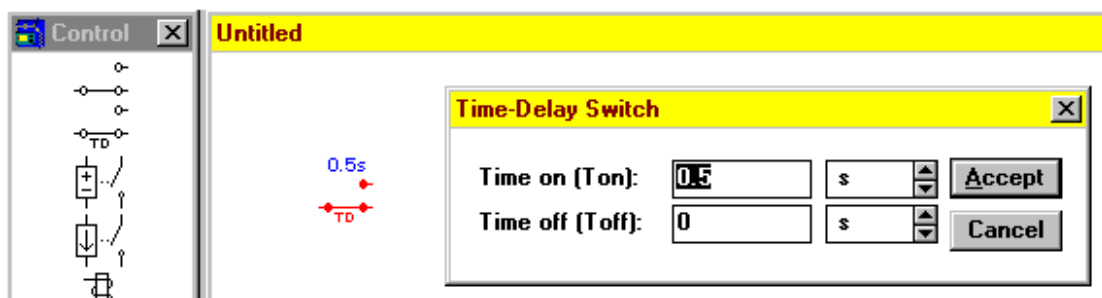 Control
TD
Untitled
0.5s
TD
Time-Delay Switch
Time on (Ton): 0.5 s Accept
Time off (Toff): 0 s Cancel